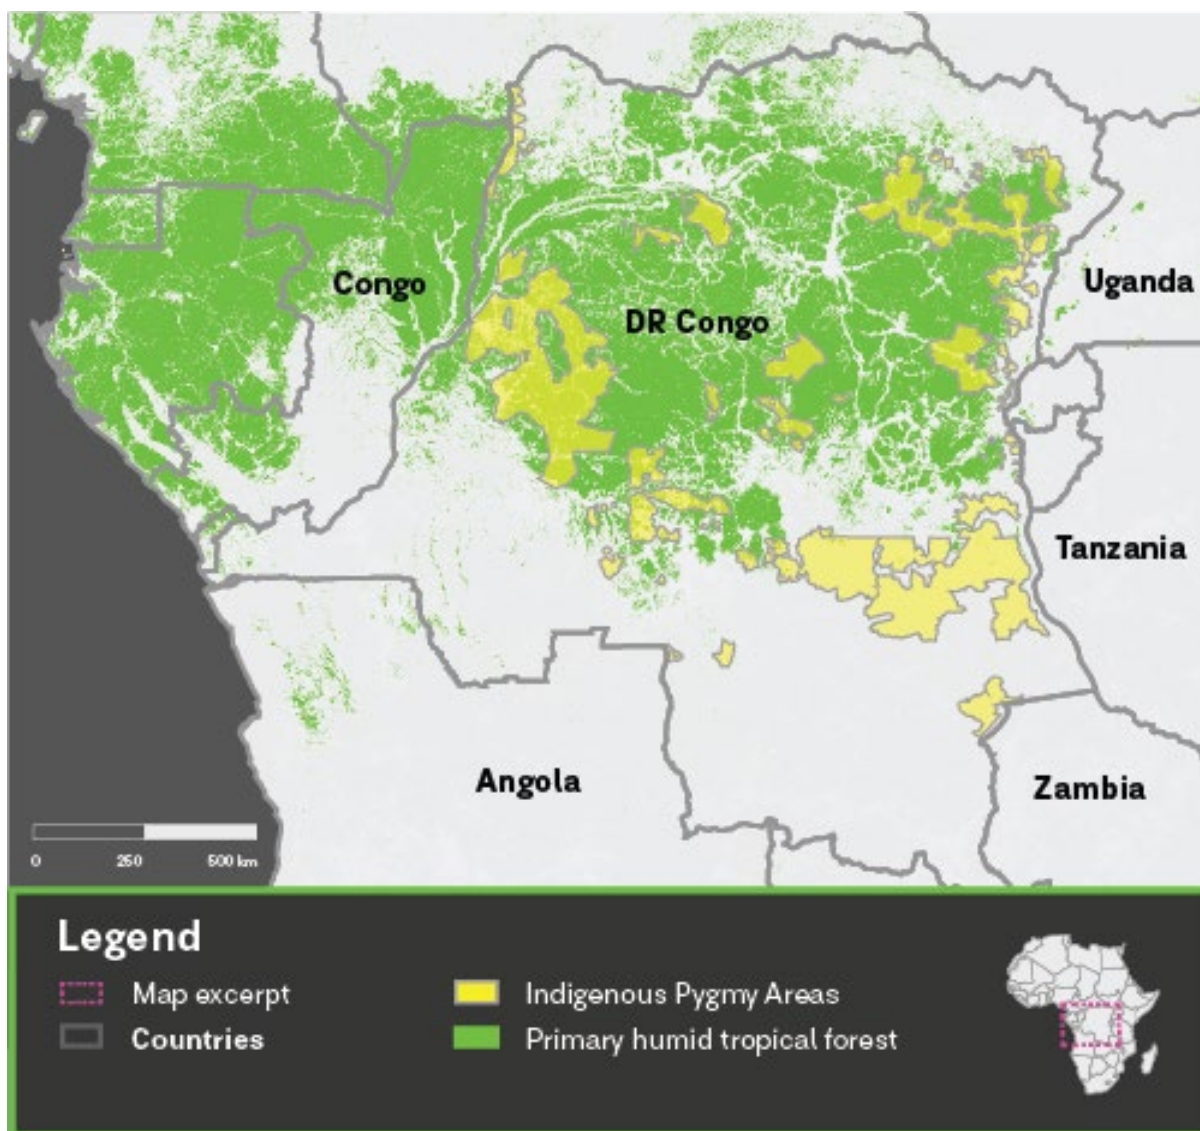 Congo
DR Congo
Uganda
Tanzania
Angola
Zambia
0 250 500 km
Legend
Map excerpt
Countries
Indigenous Pygmy Areas
Primary humid tropical forest